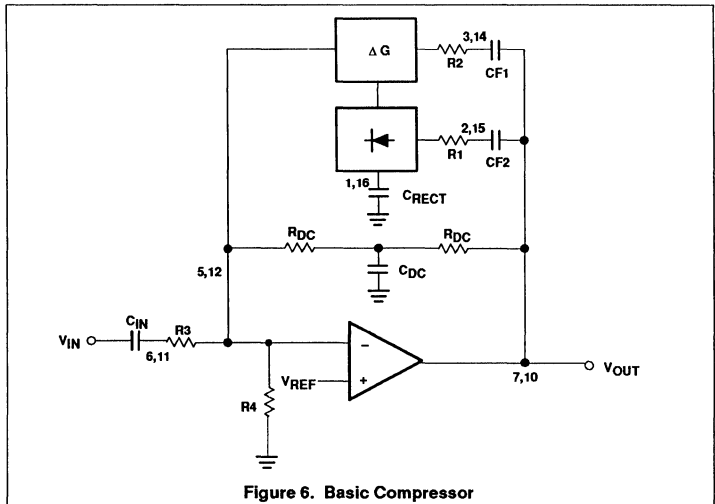 Δ G
3,14
R2
CF1
2,15
R1
CF2
1,16
CRECT
RDC
RDC
CDC
5,12
CIN
R3
VIN
6,11
VREF
−
+
R4
7,10
VOUT
Figure 6. Basic Compressor